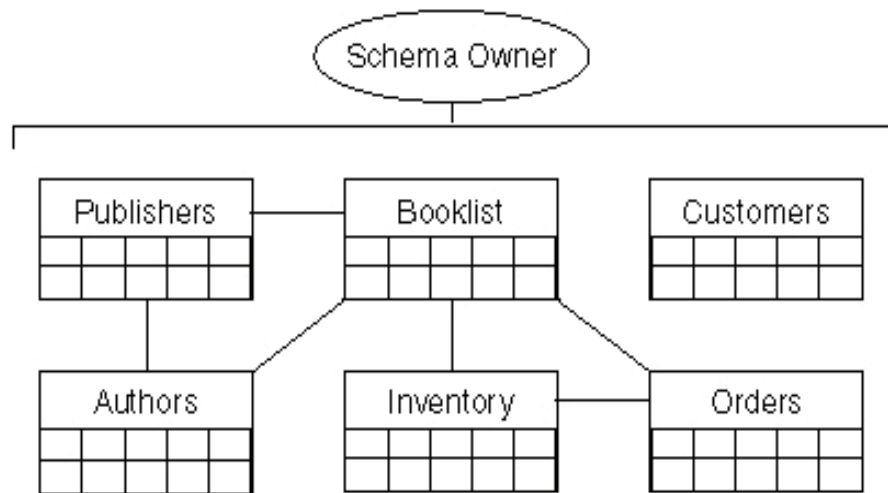 Schema Owner
Publishers
Booklist
Customers
Authors
Inventory
Orders